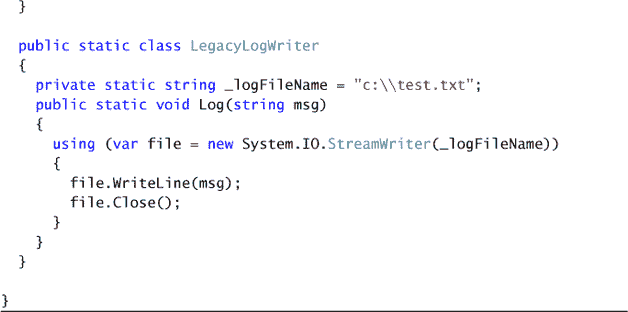 }
public static class LegacyLogWriter
{
private static string _logFileName = "c:\\test.txt";
public static void Log(string msg)
{
using (var file = new System.IO.StreamWriter(_logFileName))
{
file.WriteLine(msg);
file.Close();
}
}
}
}